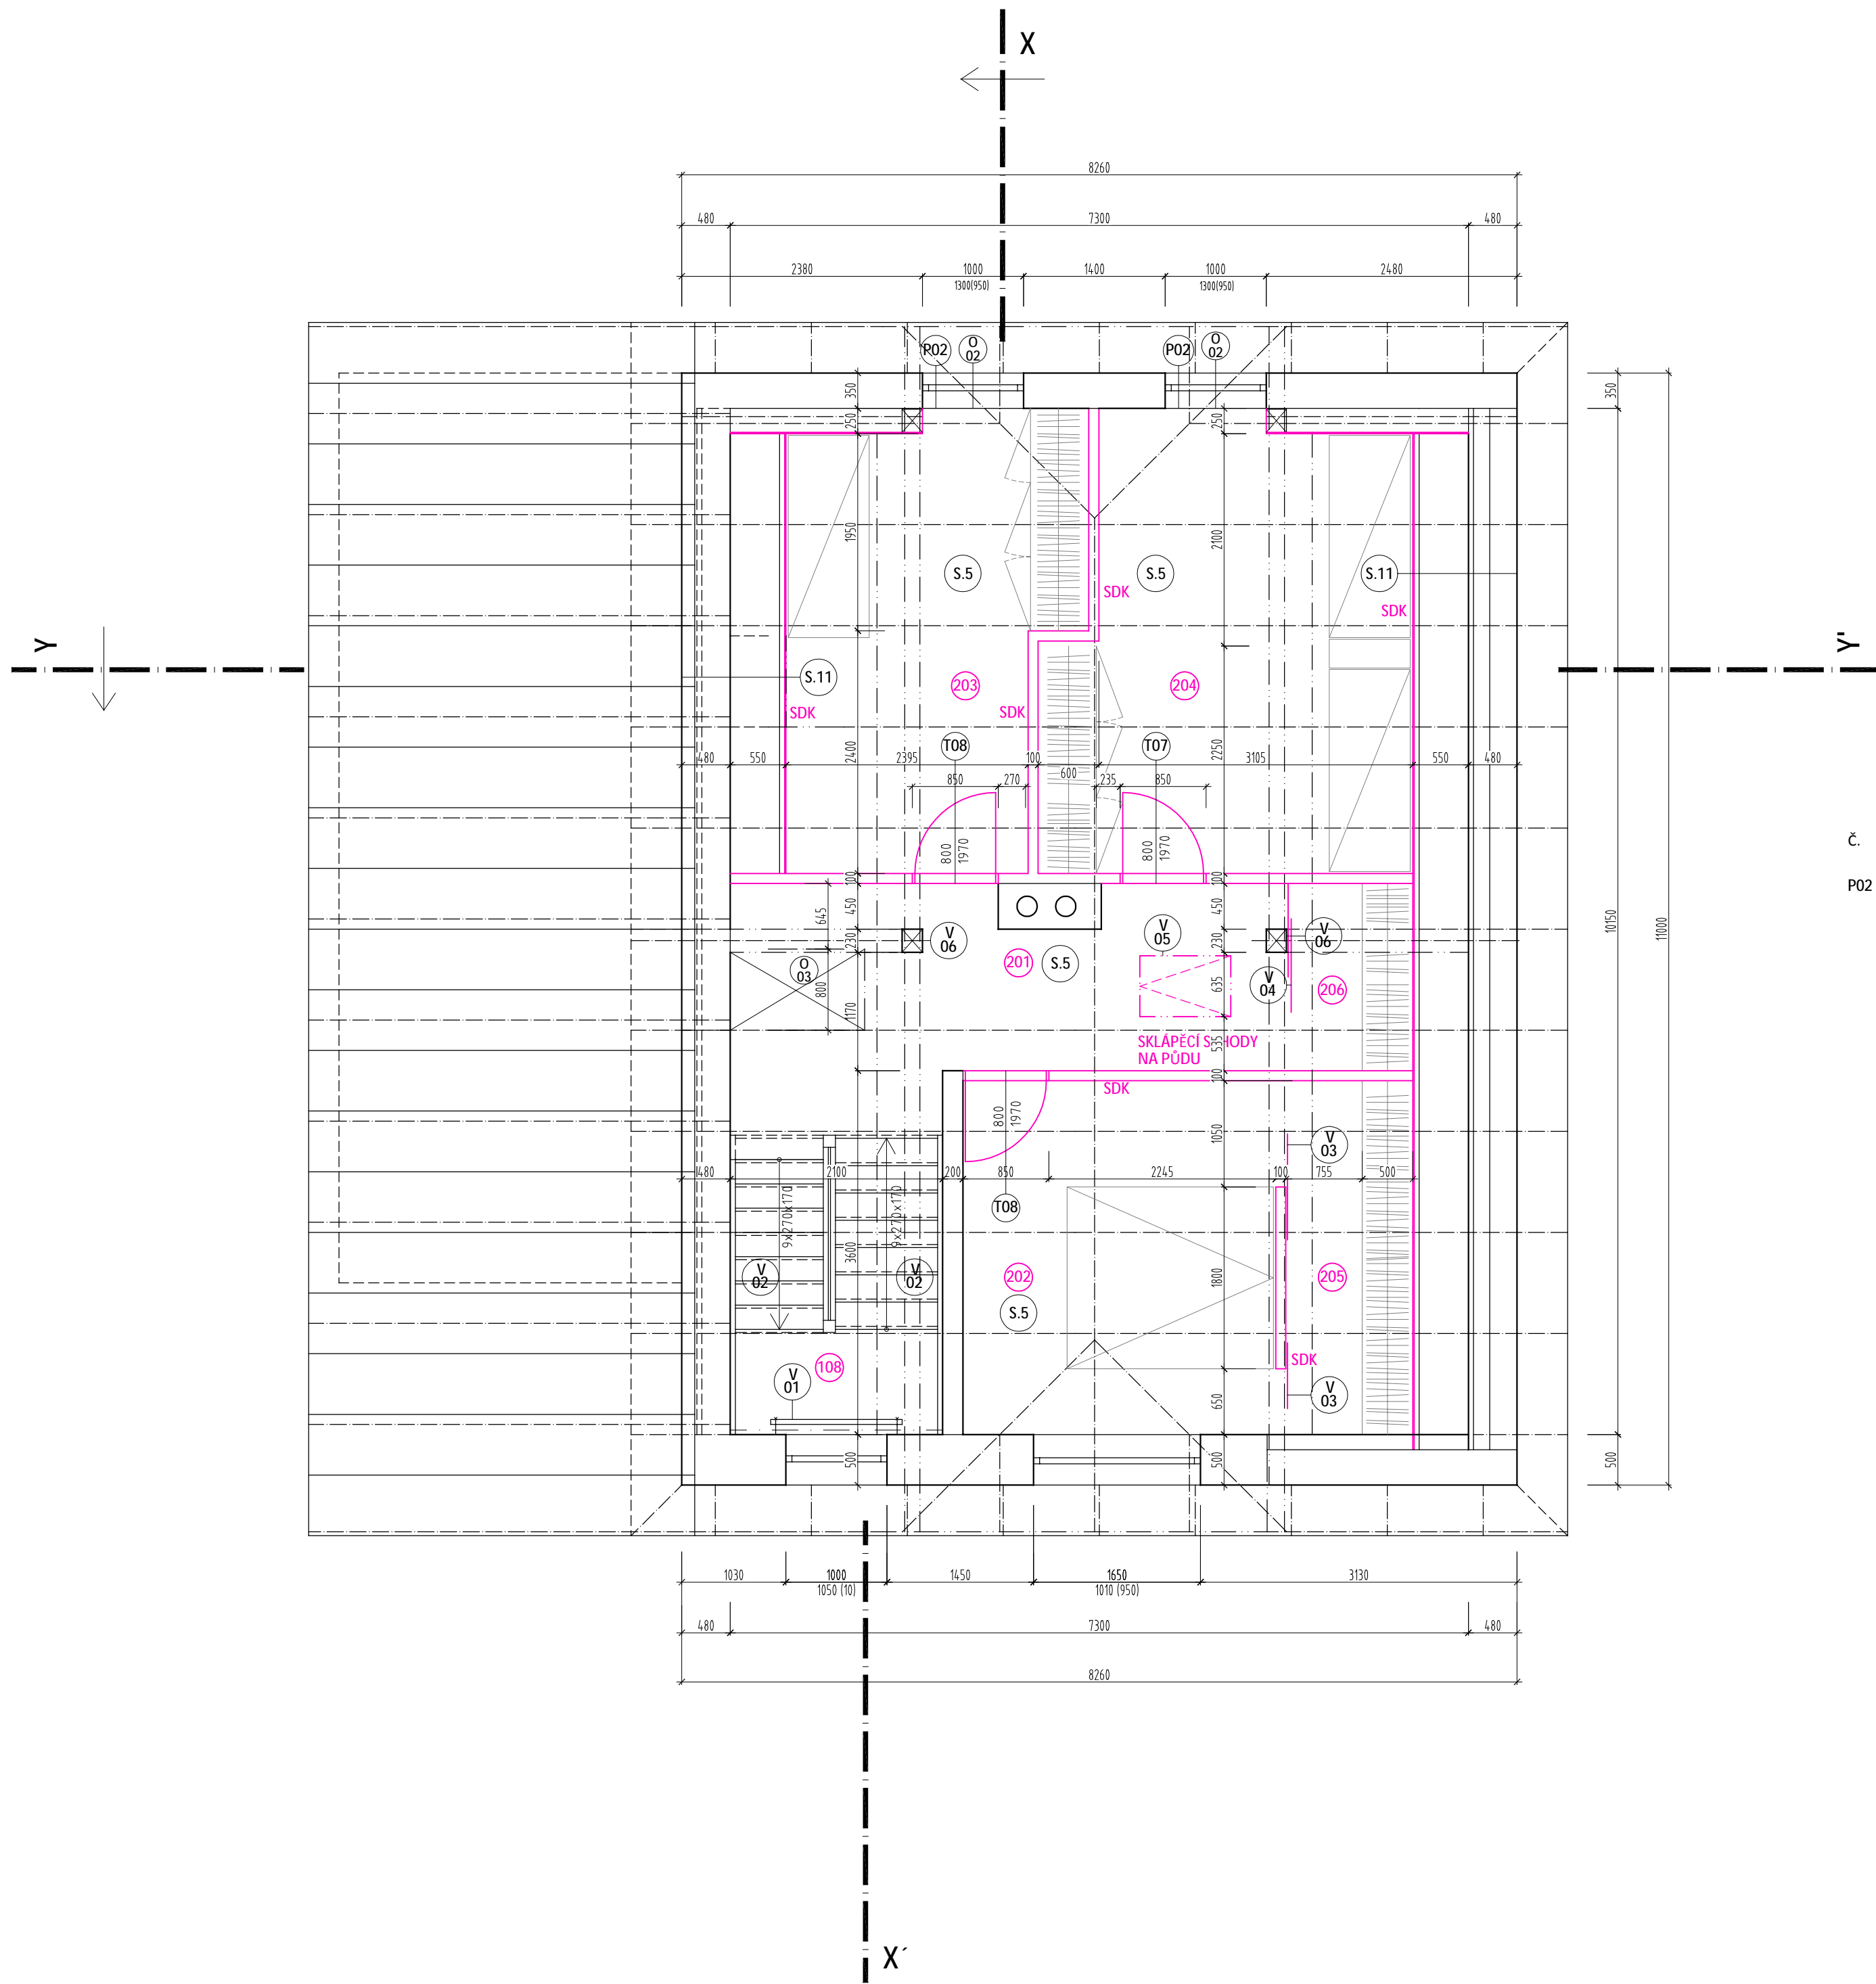 X
8260
480
7300
480
2380
1000
1400
1000
2480
1300(950)
1300(950)
P02
O
02
P02
O
02
350
250
250
350
1950
2100
S.5
S.5
S.11
SDK
SDK
Y
Y'
S.11
203
204
SDK
SDK
T08
T07
2400
2250
480
550
2395
100
600
3105
550
480
850
270
235
850
800
1970
800
1970
Č.
P02
100
100
645
450
450
230
230
V
06
V
05
V
06
10150
11000
201
S.5
O
03
800
1170
635
V
04
206
SKLÁPĚCÍ SCHODY
NA PŮDU
535
100
SDK
800
1970
1050
V
03
480
2100
200
850
2245
100
755
500
9x270x170
9x270x170
T08
3600
V
02
V
02
202
1800
205
S.5
108
SDK
V
01
V
03
650
500
500
500
1030
1000
1450
1650
3130
1050 (10)
1010 (950)
480
7300
480
8260
X´